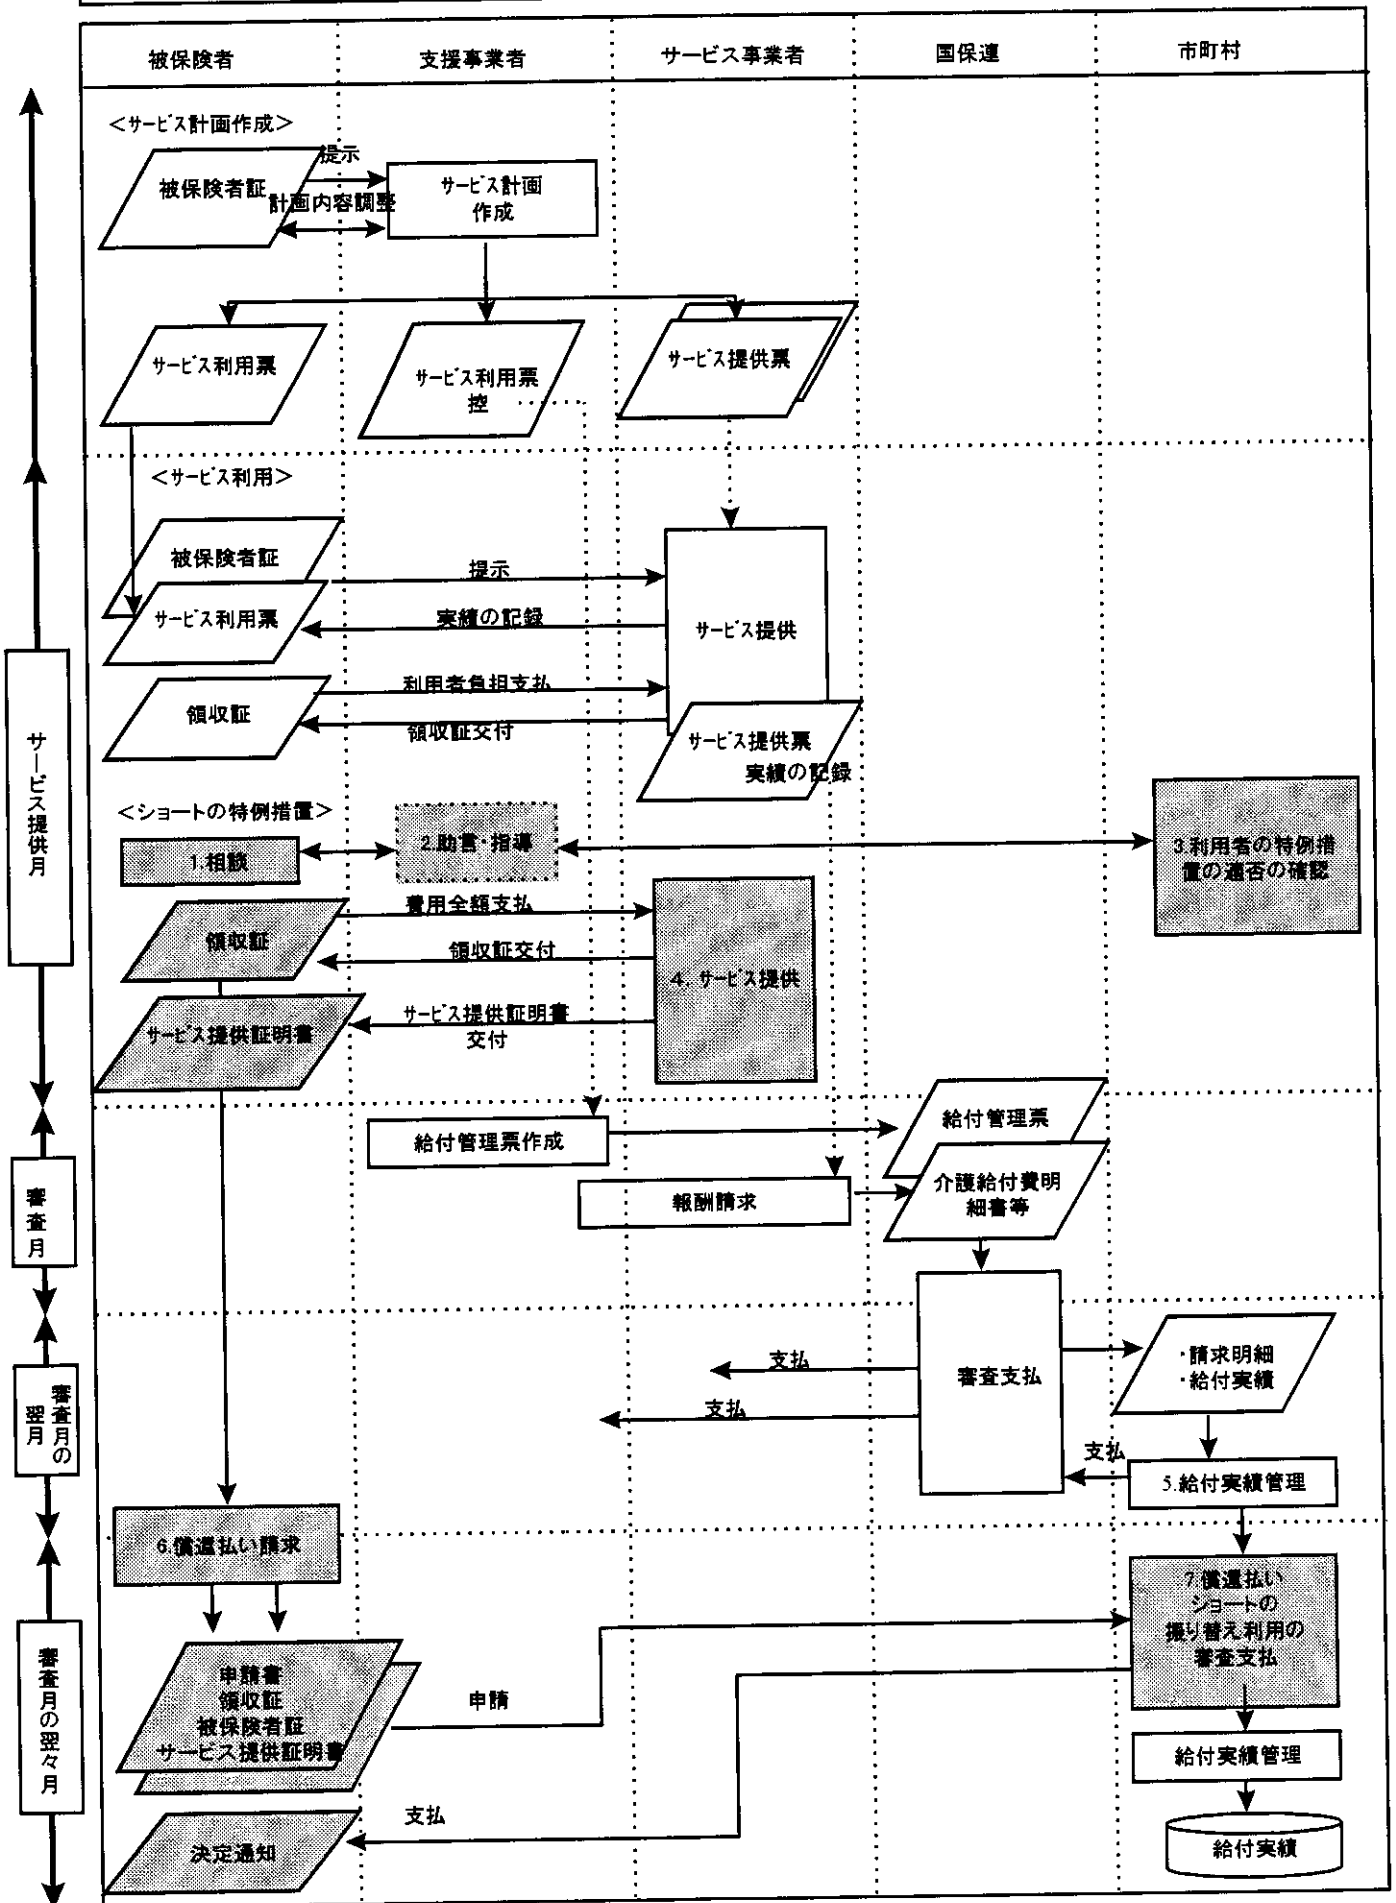 被保険者
支援事業者
サービス事業者
国保連
市町村
＜サービス計画作成＞
被保険者証
提示
計画内容調整
サービス計画
作成
サービス利用票
サービス利用票
控
サービス提供票
＜サービス利用＞
被保険者証
サービス利用票
提示
実績の記録
サービス提供
領収証
利用者負担支払
領収証交付
サービス提供票
実績の記録
サービス提供月
＜ショートの特例措置＞
1.相談
2.助言・指導
3.利用者の特例措
置の適否の確認
領収証
費用全額支払
領収証交付
4. サービス提供
サービス提供証明書
サービス提供証明書
交付
給付管理票作成
給付管理票
報酬請求
介護給付費明
細書等
審査月
審査支払
支払
支払
・請求明細
・給付実績
審査月の
翌月
支払
5.給付実績管理
6.償還払い請求
7.償還払い
ショートの
振り替え利用の
審査支払
審査月の翌々月
申請書
領収証
被保険者証
サービス提供証明書
申請
給付実績管理
決定通知
支払
給付実績